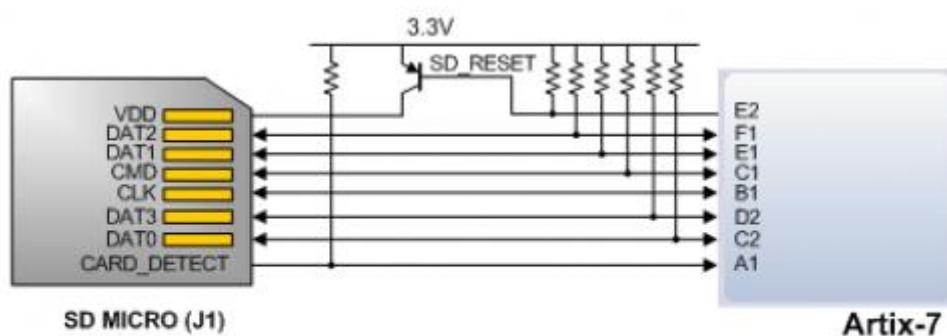 3.3V
SD_RESET
VDD
E2
DAT2
F1
DAT1
E1
CMD
C1
CLK
B1
DAT3
D2
DAT0
C2
CARD_DETECT
A1
SD MICRO (J1)
Artix-7